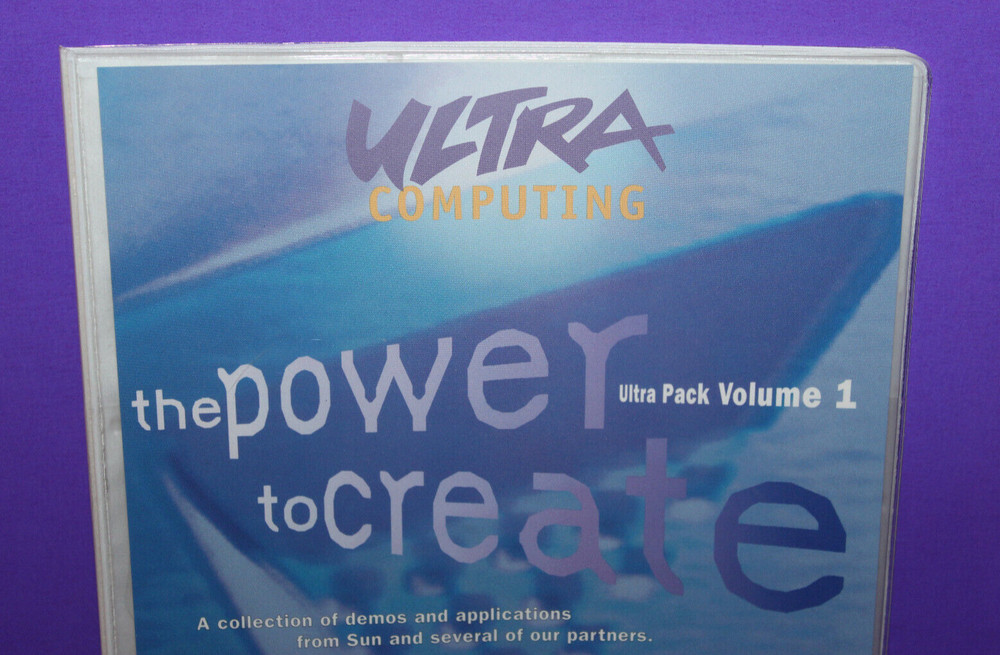 ULTRA
COMPUTING
the power
Ultra Pack Volume 1
to create
A collection of demos and applications
from Sun and several of our partners.